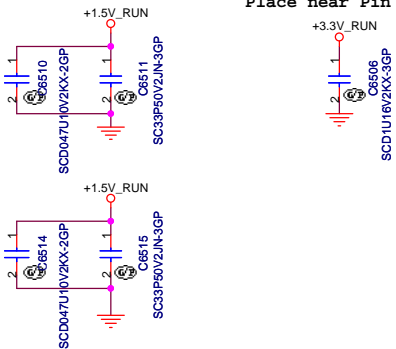 Place near Pin
+1.5V_RUN
1
2
G/P
C6510
SCD047U10V2KX-2GP
1
2
G/P
C6511
SC33P50V2JN-3GP
+3.3V_RUN
1
2
G/P
C6506
SCD1U16V2KX-3GP
+1.5V_RUN
1
2
G/P
C6514
SCD047U10V2KX-2GP
1
2
G/P
C6515
SC33P50V2JN-3GP